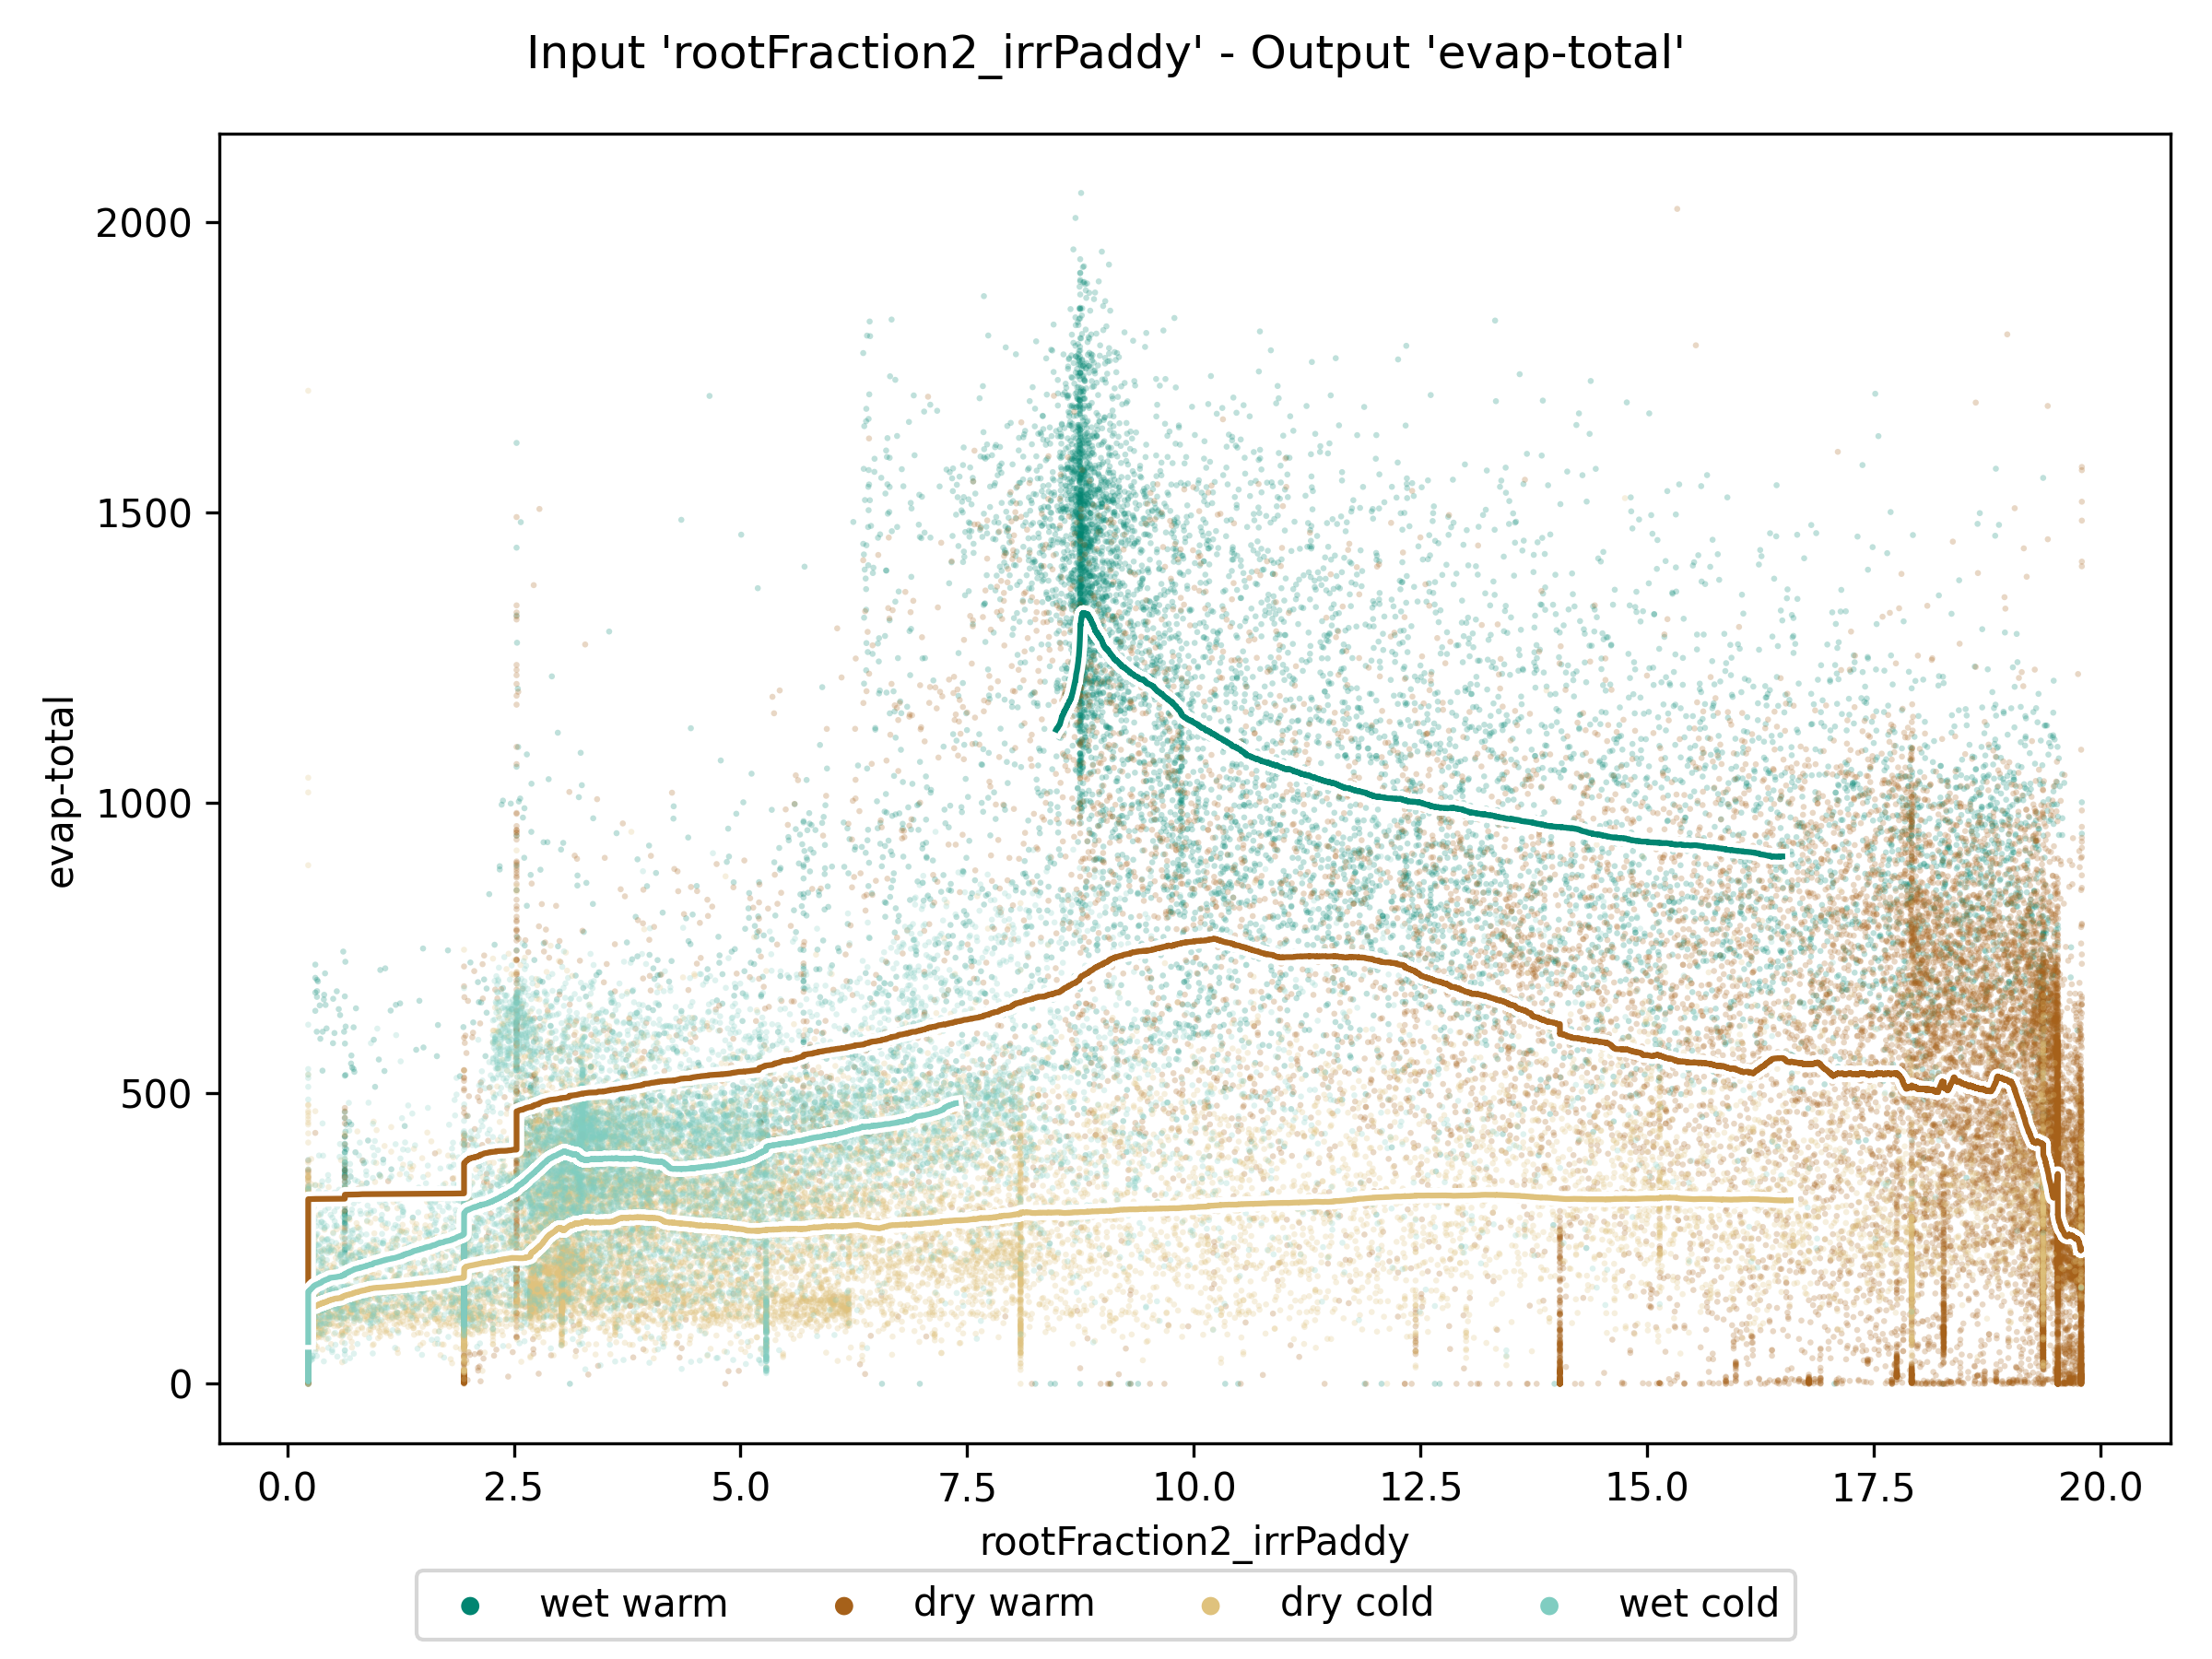 Input 'rootFraction2_irrPaddy' - Output 'evap-total'
2000
1500
1000
500
0
evap-total
0.0 2.5 5.0 7.5 10.0 12.5 15.0 17.5 20.0
rootFraction2_irrPaddy
wet warm dry warm dry cold wet cold